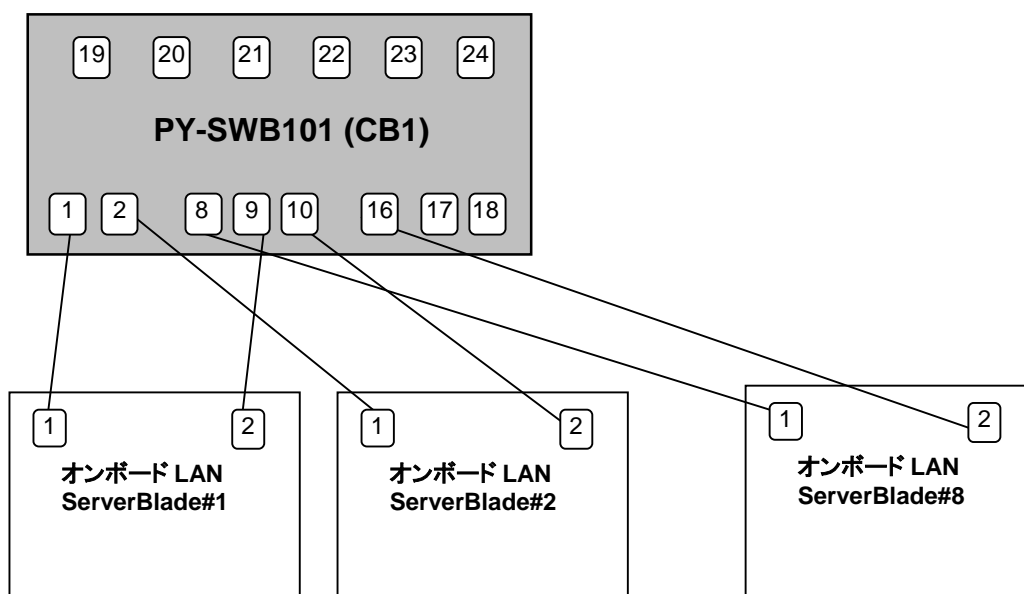 19 20 21 22 23 24
PY-SWB101 (CB1)
1 2 8 9 10 16 17 18
1 2
オンボード LAN
ServerBlade#1
1 2
オンボード LAN
ServerBlade#2
1 2
オンボード LAN
ServerBlade#8